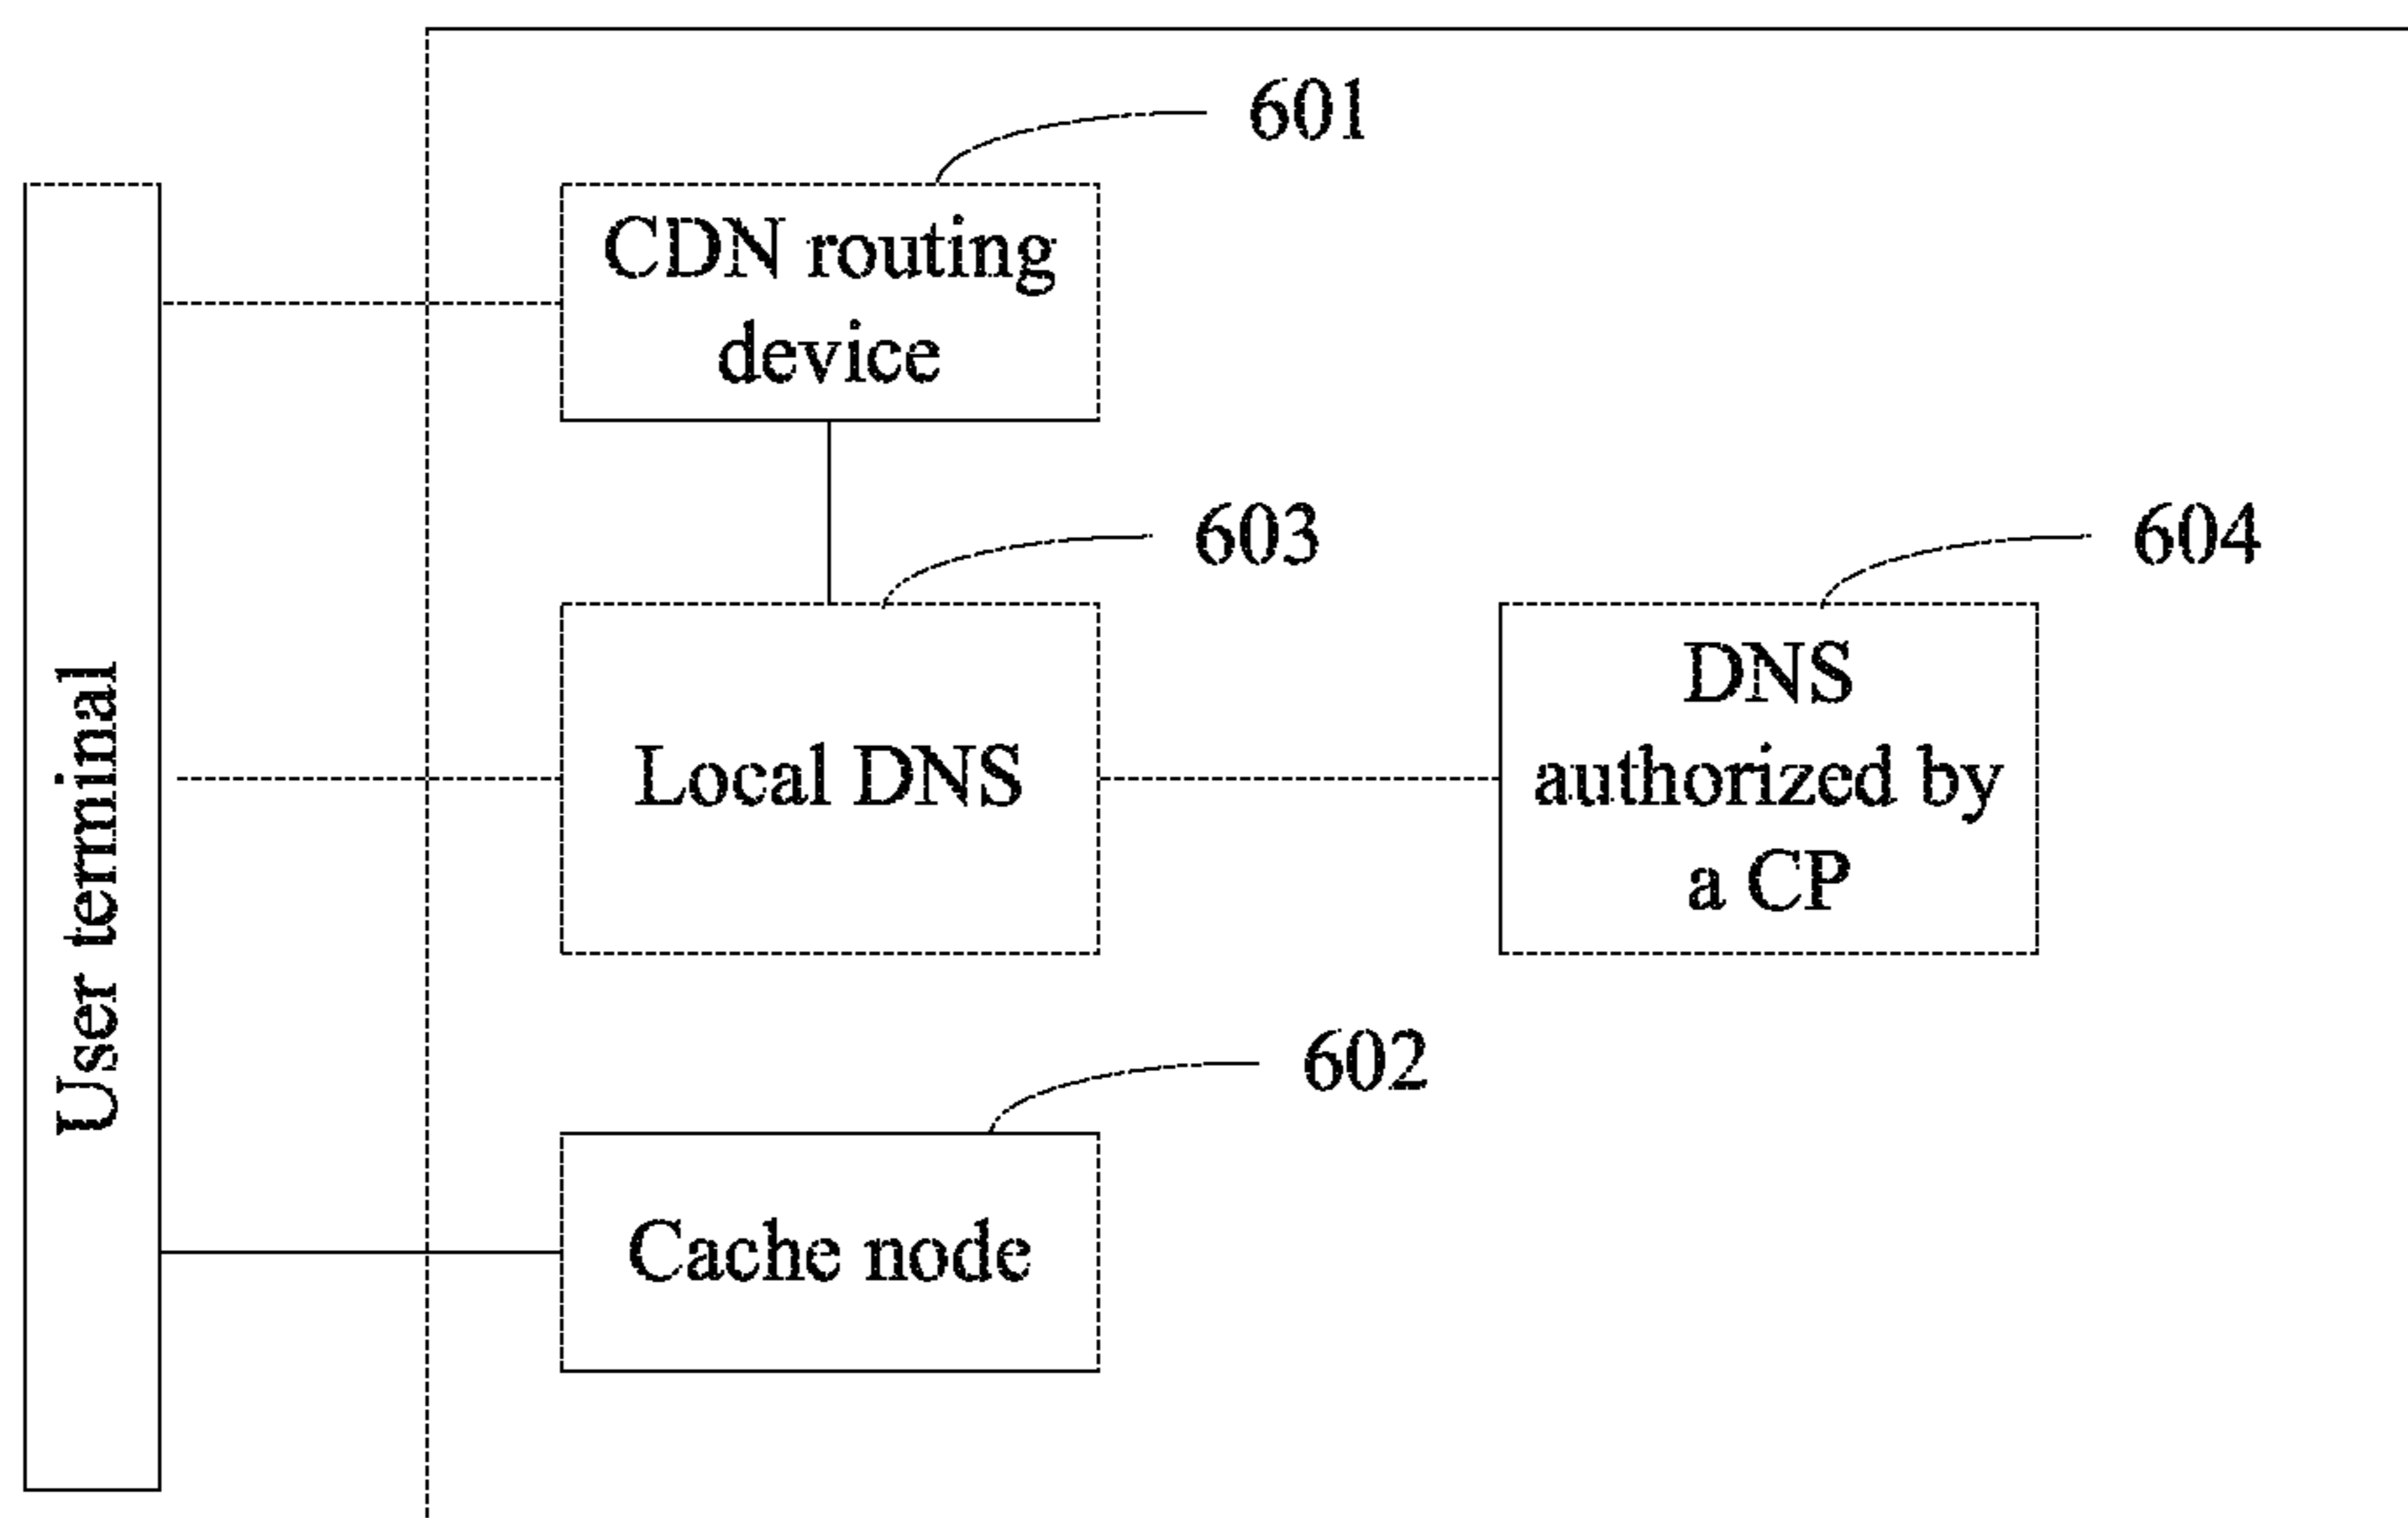 601
CDN routing
device
603
604
User terminal
Local DNS
DNS
authorized by
a CP
602
Cache node